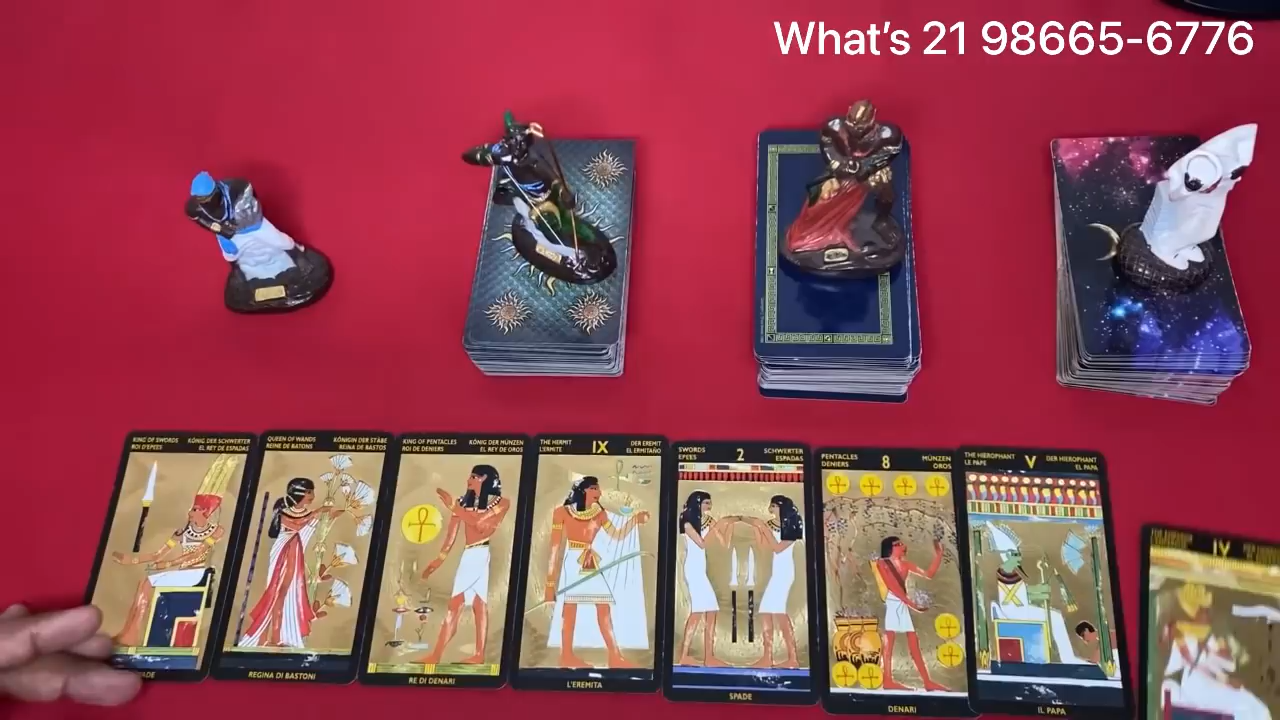 What's 21 98665-6776
KING OF SWORDS KÖNIG DER SCHWERTER
ROI D'EPEES EL REY DE ESPADAS
QUEEN OF WANDS KÖNIGIN DER STÄBE
REINE DE BATONS REINA DE BASTOS
REGINA DI BASTONI
KING OF PENTACLES KÖNIG DER MÜNZEN
ROI DE DENIERS EL REY DE OROS
RE DI DENARI
THE HERMIT IX DER EREMIT
L'ERMITE EL ERMITAÑO
L'EREMITA
SWORDS 2 SCHWERTER
EPEES ESPADAS
SPADE
PENTACLES 8 MÜNZEN
DENIERS OROS
DENARI
THE HIEROPHANT V DER HIEROPHANT
LE PAPE EL PAPA
IL PAPA